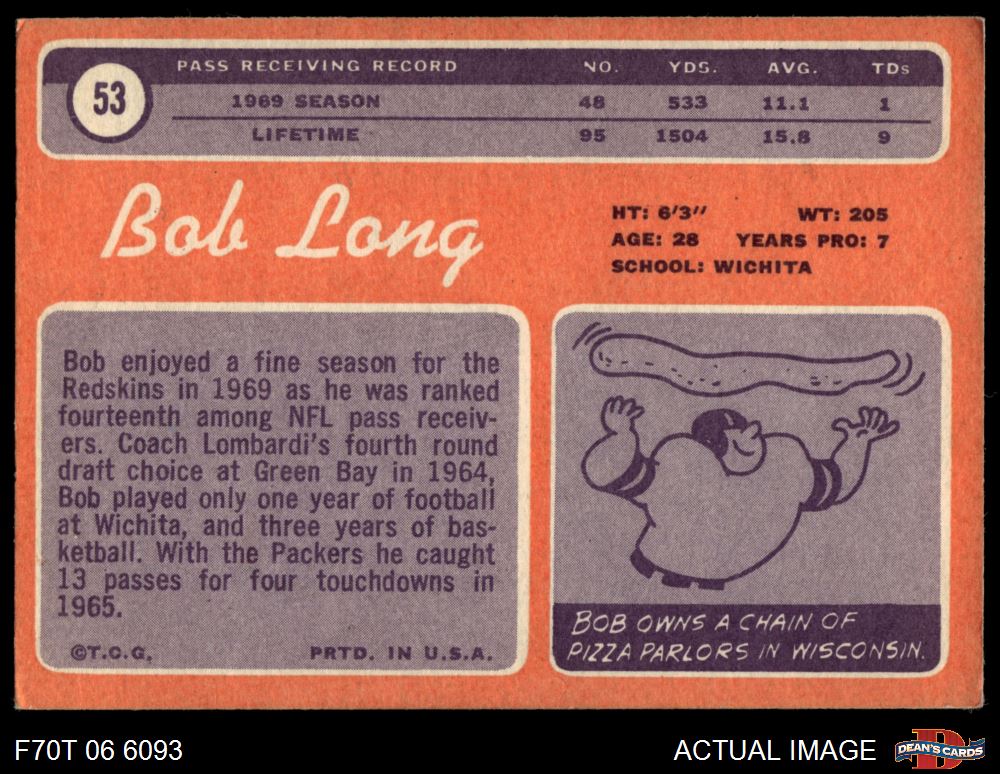 53
PASS RECEIVING RECORD NO. YDS. AVG. TDs
1969 SEASON 48 533 11.1 1
LIFETIME 95 1504 15.8 9
Bob Long
HT: 6'3" WT: 205
AGE: 28 YEARS PRO: 7
SCHOOL: WICHITA
Bob enjoyed a fine season for the
Redskins in 1969 as he was ranked
fourteenth among NFL pass receiv-
ers. Coach Lombardi's fourth round
draft choice at Green Bay in 1964,
Bob played only one year of football
at Wichita, and three years of bas-
ketball. With the Packers he caught
13 passes for four touchdowns in
1965.
©T.C.G. PRTD. IN U.S.A.
BOB OWNS A CHAIN OF
PIZZA PARLORS IN WISCONSIN.
F70T 06 6093
ACTUAL IMAGE
D
DEAN'S CARDS